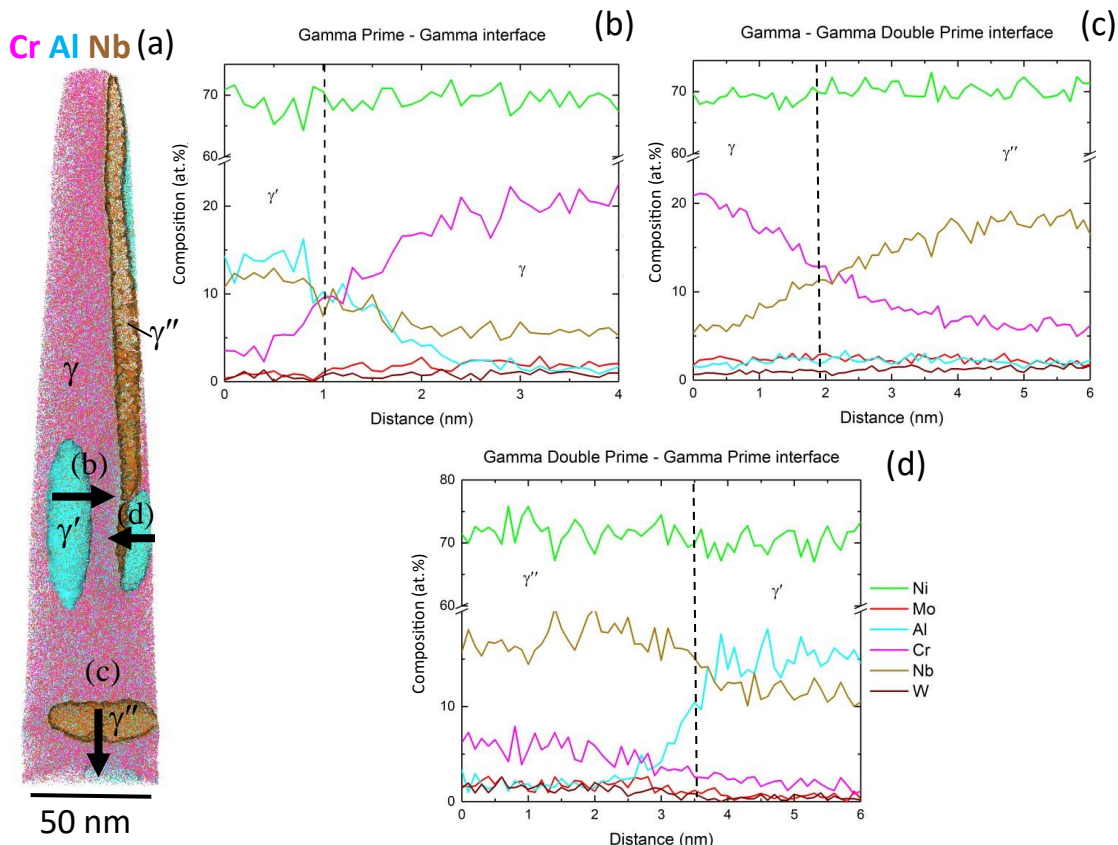 Cr Al Nb (a)
γ
γ′′
(b)
γ′
(d)
(c)
γ′′
50 nm
Gamma Prime - Gamma interface
(b)
70
60
20
10
0
Composition (at.%)
γ′
γ
0 1 2 3 4
Distance (nm)
Gamma - Gamma Double Prime interface
(c)
70
60
20
10
0
Composition (at.%)
γ
γ′′
0 1 2 3 4 5 6
Distance (nm)
Gamma Double Prime - Gamma Prime interface
(d)
80
70
60
10
0
Composition (at.%)
γ′′
γ′
0 1 2 3 4 5 6
Distance (nm)
Ni
Mo
Al
Cr
Nb
W